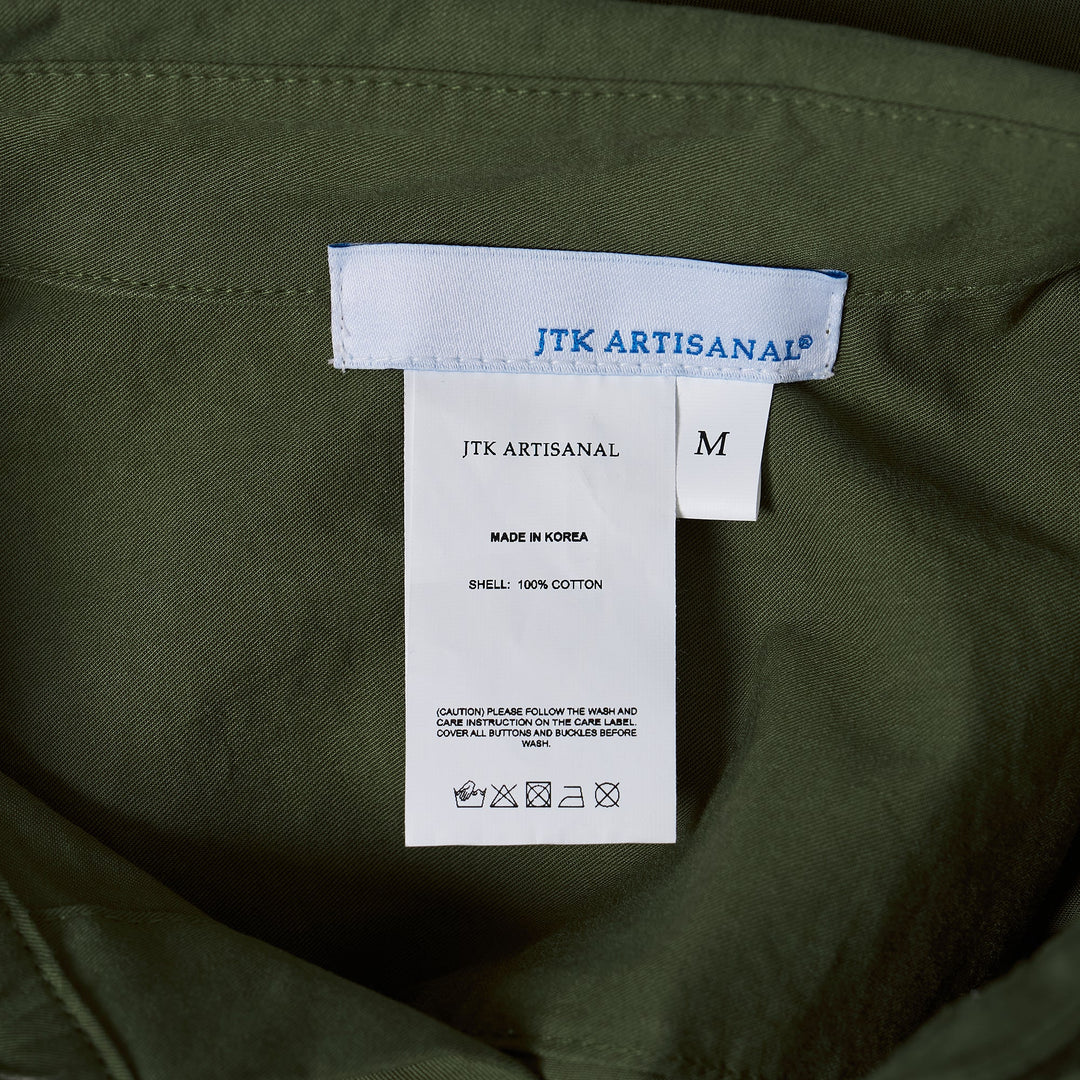 JTK ARTISANAL®
JTK ARTISANAL
M
MADE IN KOREA
SHELL: 100% COTTON
(CAUTION) PLEASE FOLLOW THE WASH AND
CARE INSTRUCTION ON THE CARE LABEL.
COVER ALL BUTTONS AND BUCKLES BEFORE
WASH.